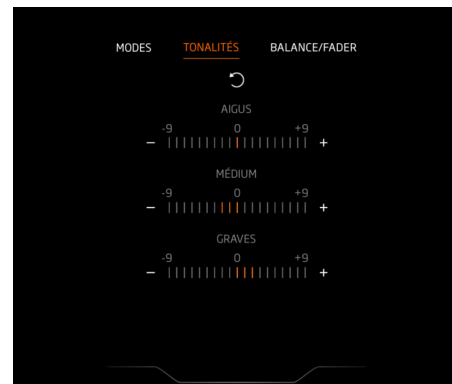 MODES TONALITÉS BALANCE/FADER
AIGUS
-9 0 +9
- +
MÉDIUM
-9 0 +9
- +
GRAVES
-9 0 +9
- +